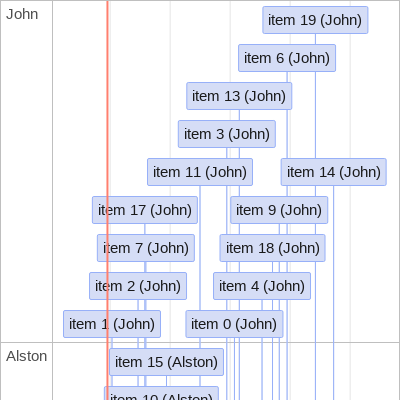 John
item 19 (John)
item 6 (John)
item 13 (John)
item 3 (John)
item 11 (John)
item 14 (John)
item 17 (John)
item 9 (John)
item 7 (John)
item 18 (John)
item 2 (John)
item 4 (John)
item 1 (John)
item 0 (John)
Alston
item 15 (Alston)
item 10 (Alston)